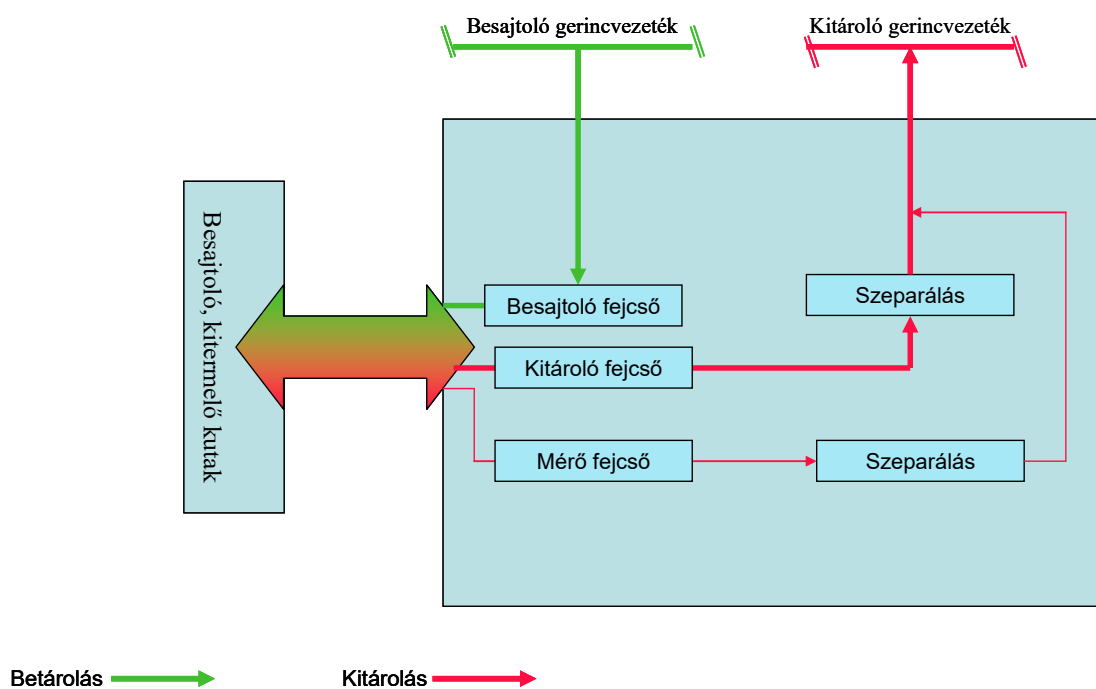 Besajtoló gerincvezeték
Kitároló gerincvezeték
Besajtoló, kitermelő kutak
Besajtoló fejcső
Szeparálás
Kitároló fejcső
Mérő fejcső
Szeparálás
Betárolás
Kitárolás